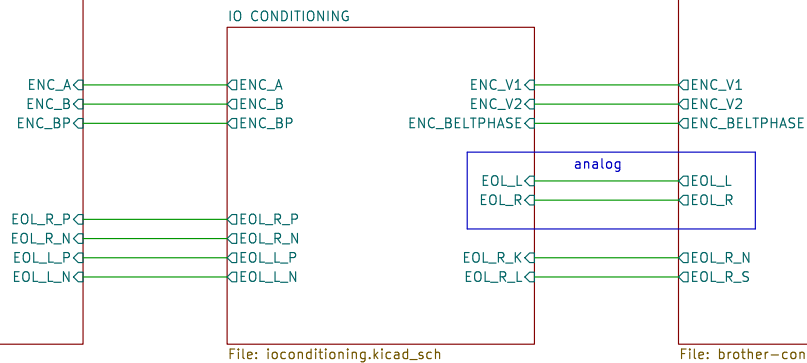 IO CONDITIONING
ENC_A ENC_A ENC_V1 ENC_V1
ENC_B ENC_B ENC_V2 ENC_V2
ENC_BP ENC_BP ENC_BELTPHASE ENC_BELTPHASE
analog
EOL_L EOL_L
EOL_R EOL_R
EOL_R_P EOL_R_P
EOL_R_N EOL_R_N
EOL_L_P EOL_L_P EOL_R_K EOL_R_N
EOL_L_N EOL_L_N EOL_R_L EOL_R_S
File: ioconditioning.kicad_sch File: brother-con